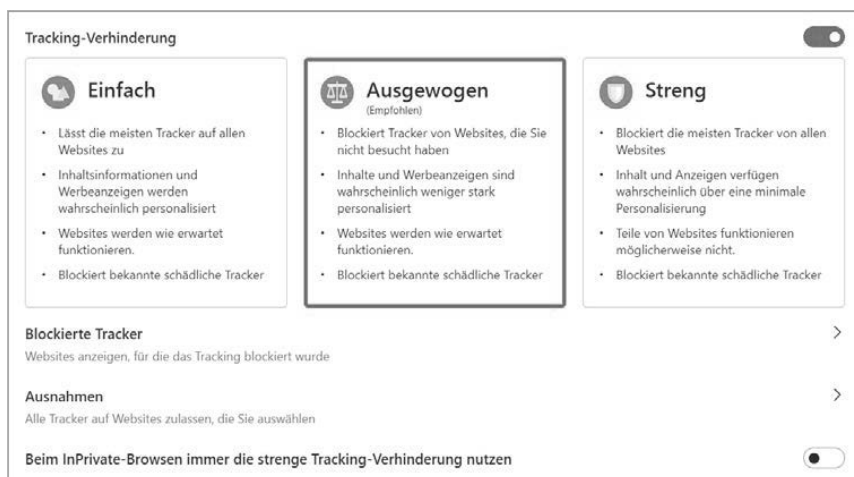 Tracking-Verhinderung
Einfach
• Lässt die meisten Tracker auf allen
Websites zu
• Inhaltsinformationen und
Werbeanzeigen werden
wahrscheinlich personalisiert
• Websites werden wie erwartet
funktionieren.
• Blockiert bekannte schädliche Tracker
Ausgewogen
(Empfohlen)
• Blockiert Tracker von Websites, die Sie
nicht besucht haben
• Inhalte und Werbeanzeigen sind
wahrscheinlich weniger stark
personalisiert
• Websites werden wie erwartet
funktionieren.
• Blockiert bekannte schädliche Tracker
Streng
• Blockiert die meisten Tracker von allen
Websites
• Inhalt und Anzeigen verfügen
wahrscheinlich über eine minimale
Personalisierung
• Teile von Websites funktionieren
möglicherweise nicht.
• Blockiert bekannte schädliche Tracker
Blockierte Tracker
Websites anzeigen, für die das Tracking blockiert wurde
Ausnahmen
Alle Tracker auf Websites zulassen, die Sie auswählen
Beim InPrivate-Browsen immer die strenge Tracking-Verhinderung nutzen